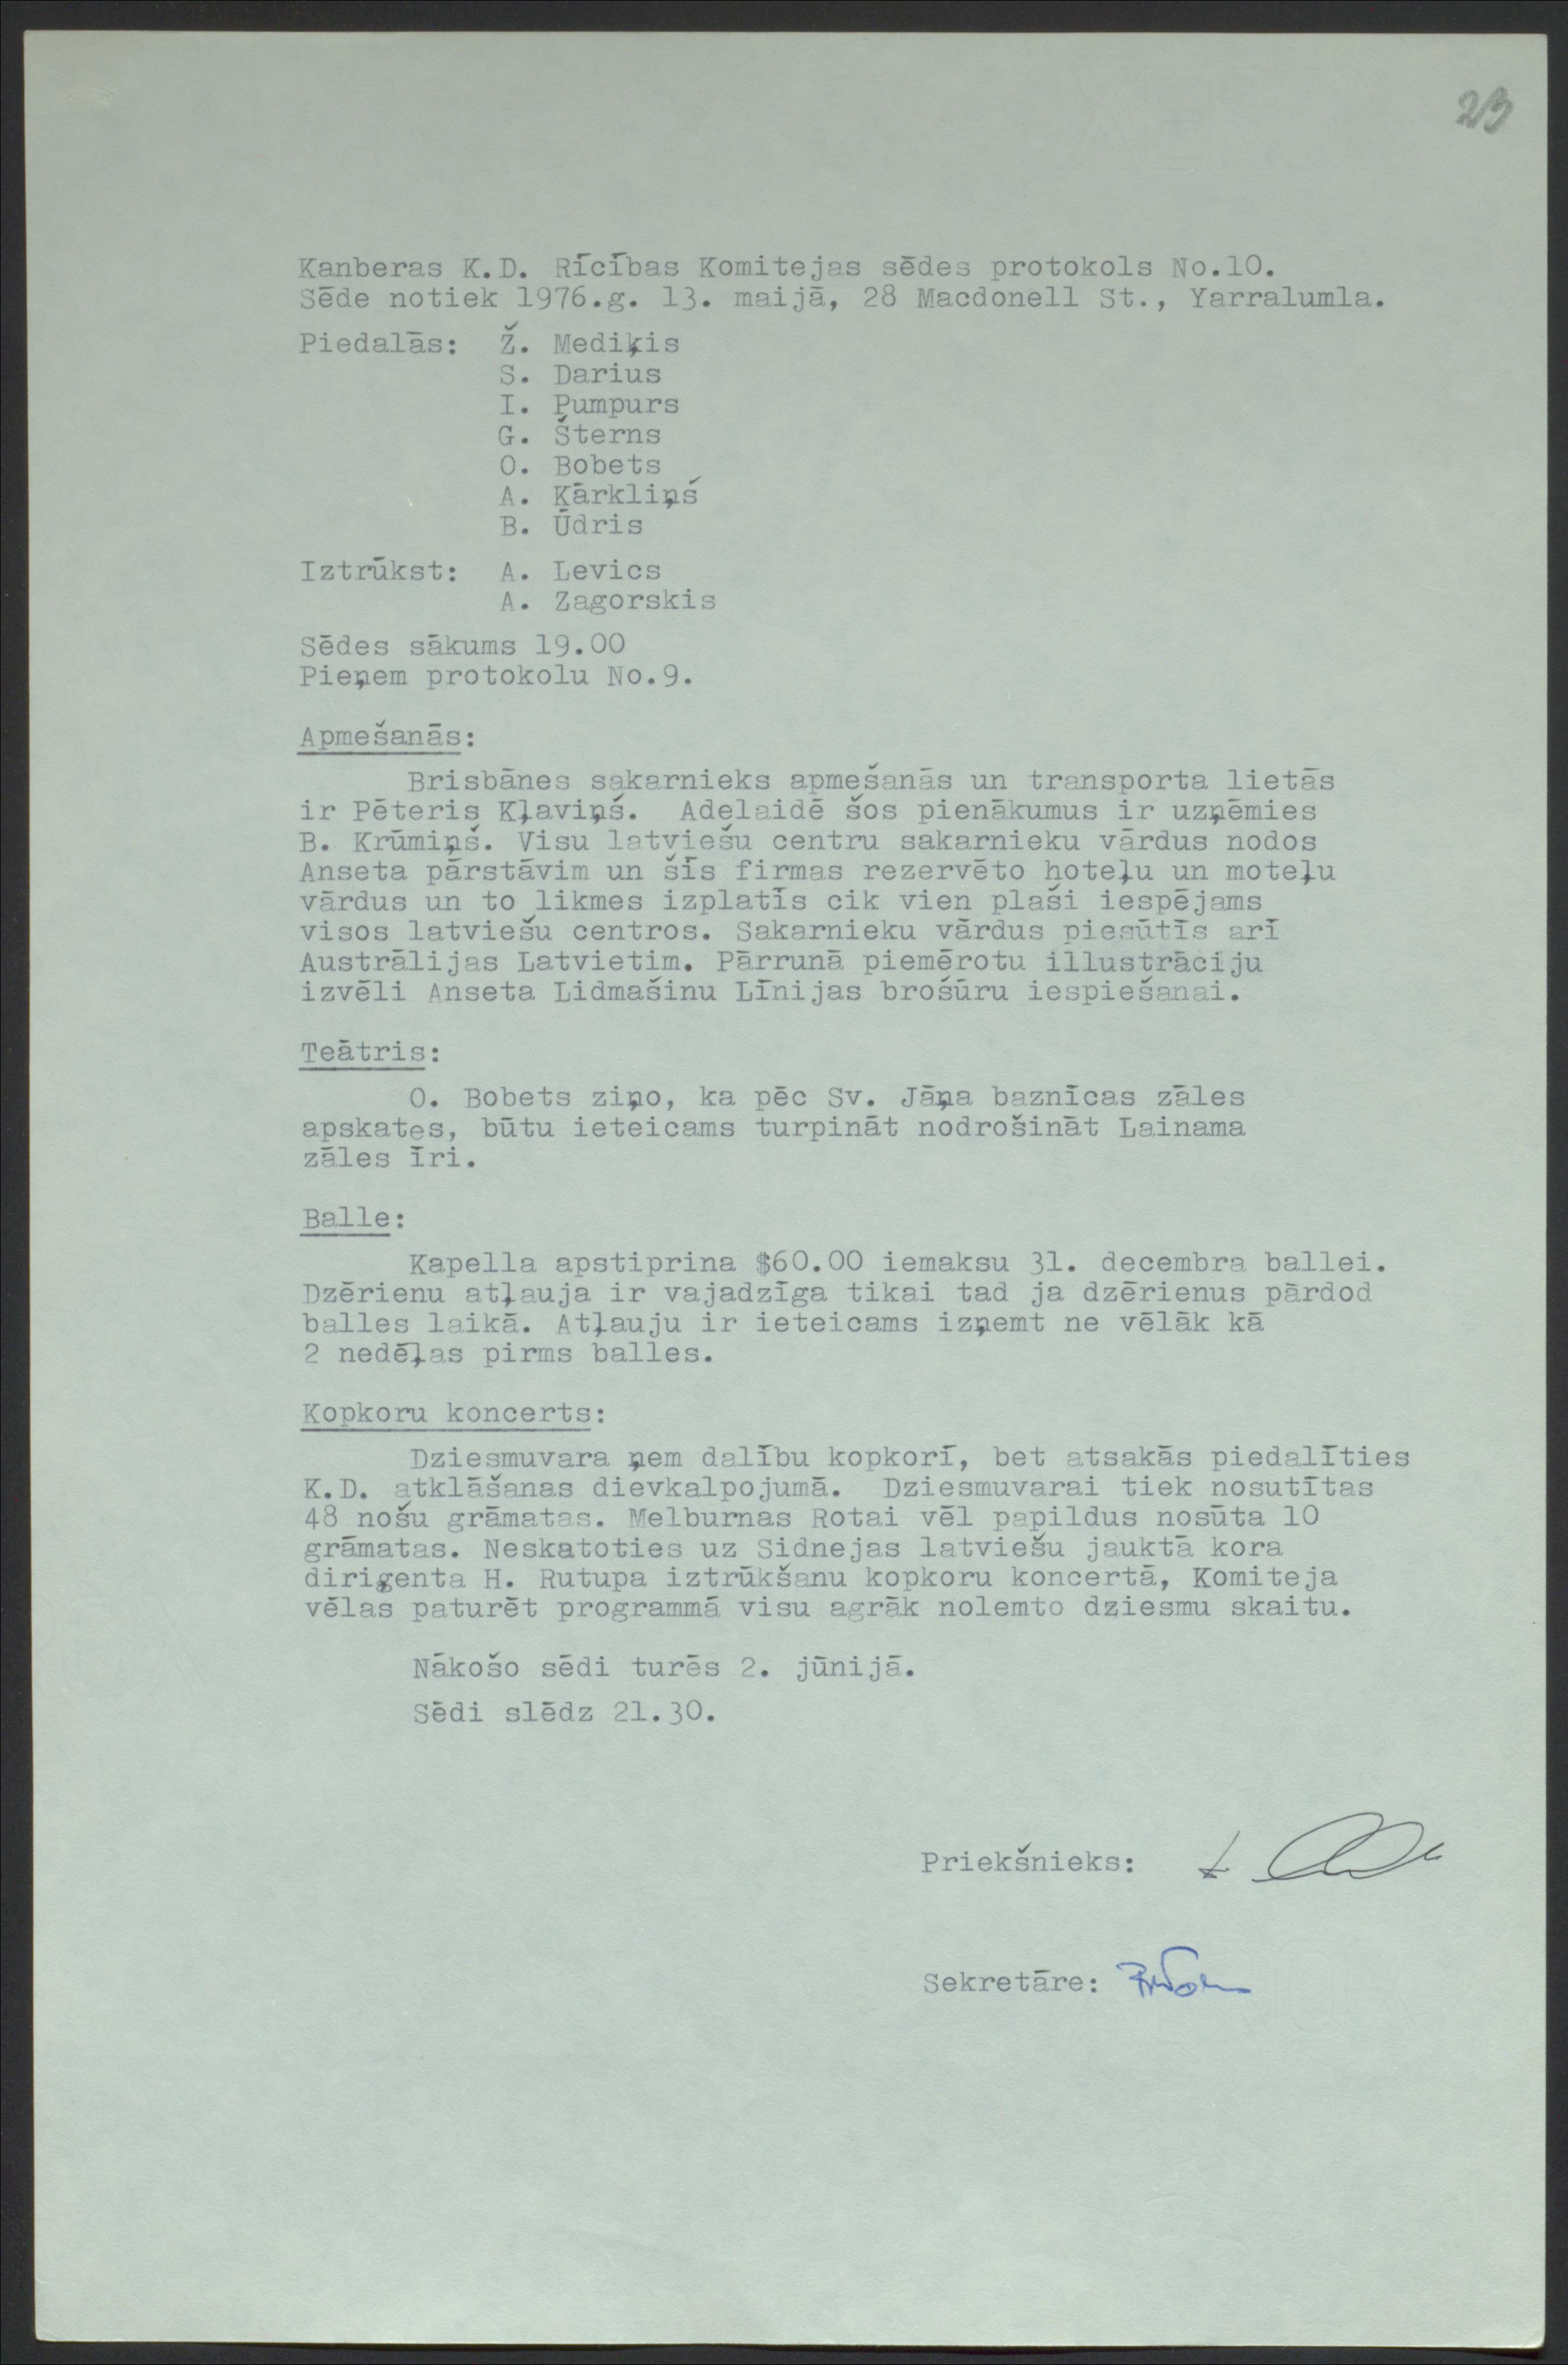 23
Kanberas K.D. Rīcības Komitejas sēdes protokols No.10.
Sēde notiek 1976.g. 13. maijā, 28 Macdonell St., Yarralumla.
Piedalās: Ž. Mediķis
S. Darius
I. Pumpurs
G. Šterns
O. Bobets
A. Kārkliņš
B. Ūdris
Iztrūkst: A. Levics
A. Zagorskis
Sēdes sākums 19.00
Pieņem protokolu No.9.
Apmešanās:
Brisbānes sakarnieks apmešanās un transporta lietās
ir Pēteris Kļaviņš. Adelaidē šos pienākumus ir uzņēmies
B. Krūmiņš. Visu latviešu centru sakarnieku vārdus nodos
Anseta pārstāvim un šīs firmas rezervēto hoteļu un moteļu
vārdus un to likmes izplatīs cik vien plaši iespējams
visos latviešu centros. Sakarnieku vārdus piesūtīs arī
Austrālijas Latvietim. Pārrunā piemērotu illustrāciju
izvēli Anseta Lidmašinu Līnijas brošūru iespiešanai.
Teātris:
O. Bobets ziņo, ka pēc Sv. Jāņa baznīcas zāles
apskates, būtu ieteicams turpināt nodrošināt Lainama
zāles īri.
Balle:
Kapella apstiprina $60.00 iemaksu 31. decembra ballei.
Dzērienu atļauja ir vajadzīga tikai tad ja dzērienus pārdod
balles laikā. Atļauju ir ieteicams izņemt ne vēlāk kā
2 nedēļas pirms balles.
Kopkoru koncerts:
Dziesmuvara ņem dalību kopkorī, bet atsakās piedalīties
K.D. atklāšanas dievkalpojumā. Dziesmuvarai tiek nosutītas
48 nošu grāmatas. Melburnas Rotai vēl papildus nosūta 10
grāmatas. Neskatoties uz Sidnejas latviešu jauktā kora
diriģenta H. Rutupa iztrūkšanu kopkoru koncertā, Komiteja
vēlas paturēt programmā visu agrāk nolemto dziesmu skaitu.
Nākošo sēdi turēs 2. jūnijā.
Sēdi slēdz 21.30.
Priekšnieks:
Sekretāre: